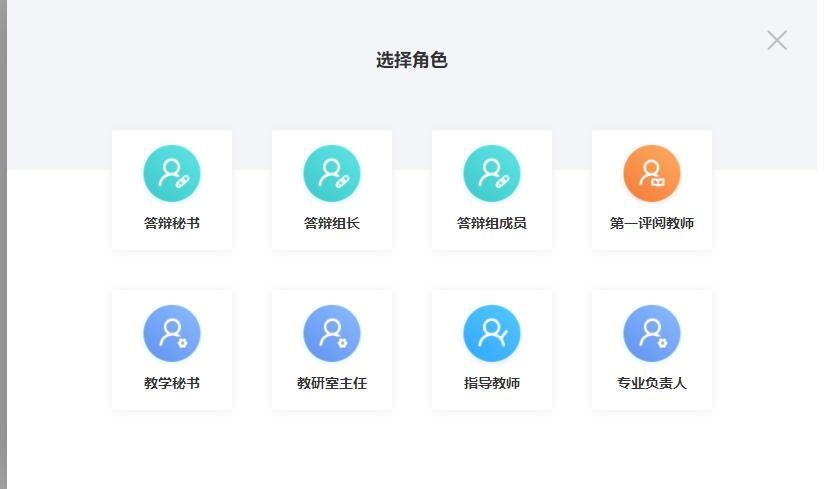 选择角色
答辩秘书
答辩组长
答辩组成员
第一评阅教师
教学秘书
教研室主任
指导教师
专业负责人